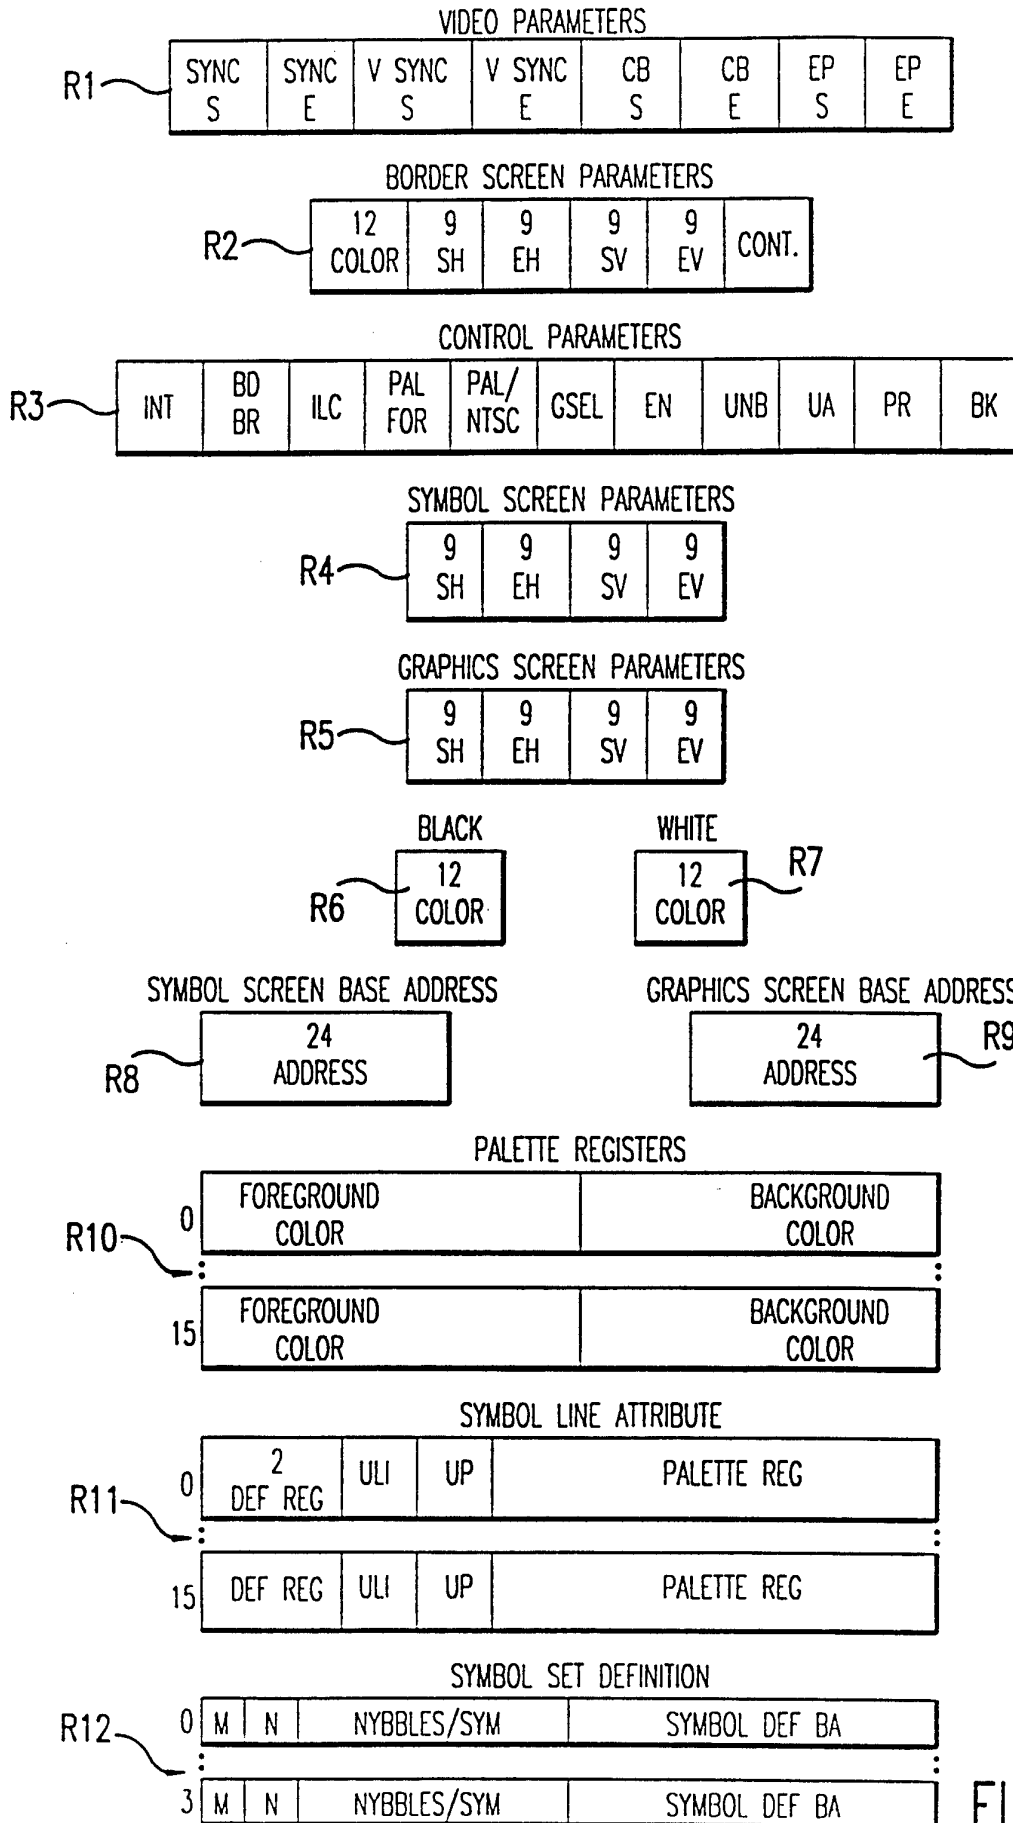 VIDEO PARAMETERS
R1
SYNC S
SYNC E
V SYNC S
V SYNC E
CB S
CB E
EP S
EP E
BORDER SCREEN PARAMETERS
R2
12 COLOR
9 SH
9 EH
9 SV
9 EV
CONT.
CONTROL PARAMETERS
R3
INT
BD BR
ILC
PAL FOR
PAL/ NTSC
GSEL
EN
UNB
UA
PR
BK
SYMBOL SCREEN PARAMETERS
R4
9 SH
9 EH
9 SV
9 EV
GRAPHICS SCREEN PARAMETERS
R5
9 SH
9 EH
9 SV
9 EV
BLACK
WHITE
R6
12 COLOR
12 COLOR
R7
SYMBOL SCREEN BASE ADDRESS
GRAPHICS SCREEN BASE ADDRESS
R8
24 ADDRESS
24 ADDRESS
R9
PALETTE REGISTERS
R10
0
FOREGROUND COLOR
BACKGROUND COLOR
15
FOREGROUND COLOR
BACKGROUND COLOR
SYMBOL LINE ATTRIBUTE
R11
0
2 DEF REG
ULI
UP
PALETTE REG
15
DEF REG
ULI
UP
PALETTE REG
SYMBOL SET DEFINITION
R12
0
M
N
NYBBLES/SYM
SYMBOL DEF BA
3
M
N
NYBBLES/SYM
SYMBOL DEF BA